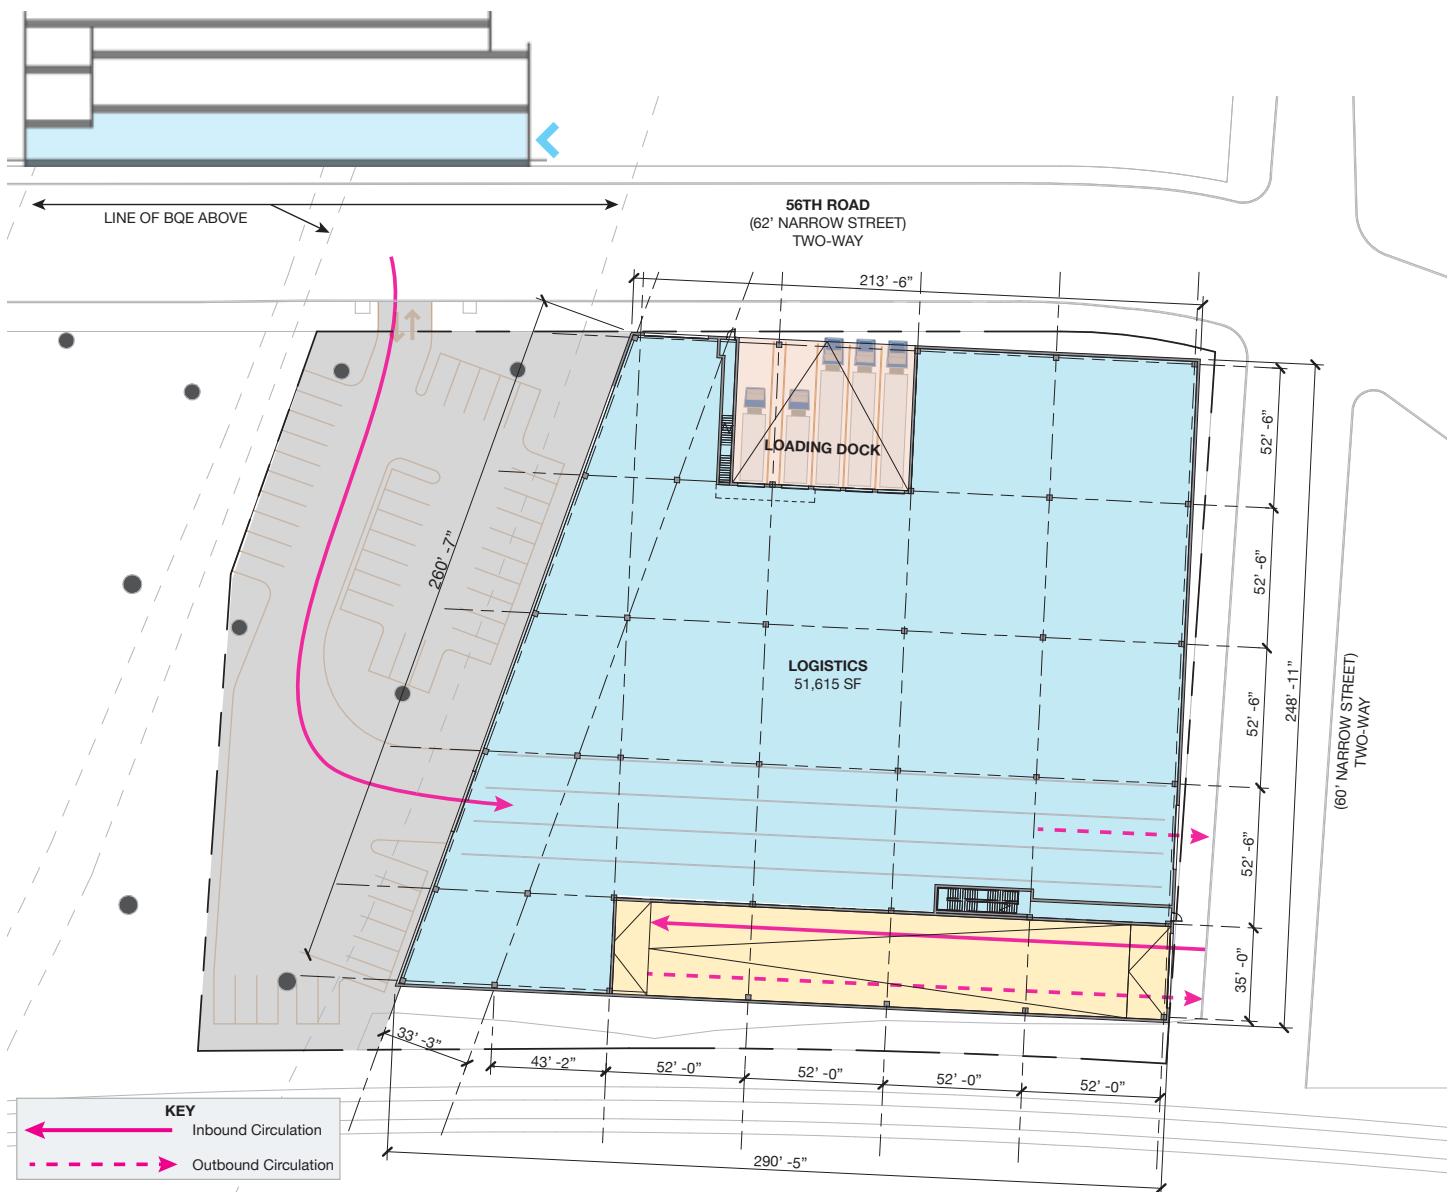 LINE OF BQE ABOVE
56TH ROAD
(62’ NARROW STREET)
TWO-WAY
213’ -6”
LOADING DOCK
260’ -7”
LOGISTICS
51,615 SF
52’ -6”
52’ -6”
52’ -6”
52’ -6”
35’ -0”
248’ -11”
(60’ NARROW STREET)
TWO-WAY
33’ -3”
43’ -2”
52’ -0”
52’ -0”
52’ -0”
52’ -0”
290’ -5”
KEY
Inbound Circulation
Outbound Circulation